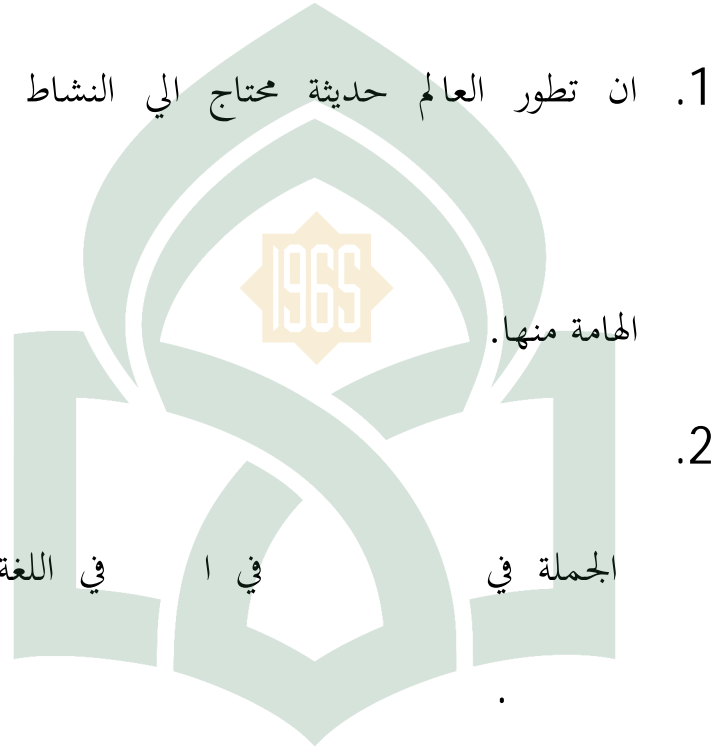 1. ان تطور العالم حديثة محتاج الي النشاط
الهامة منها.
1965
2.
الجملة في في ا في اللغة
.